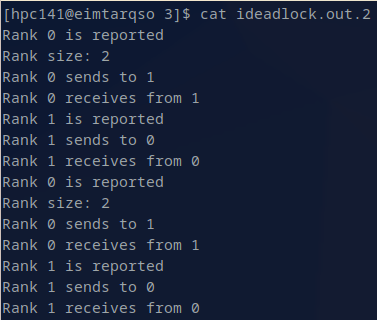 [hpc141@eimtarqso 3]$ cat ideadlock.out.2
Rank 0 is reported
Rank size: 2
Rank 0 sends to 1
Rank 0 receives from 1
Rank 1 is reported
Rank 1 sends to 0
Rank 1 receives from 0
Rank 0 is reported
Rank size: 2
Rank 0 sends to 1
Rank 0 receives from 1
Rank 1 is reported
Rank 1 sends to 0
Rank 1 receives from 0